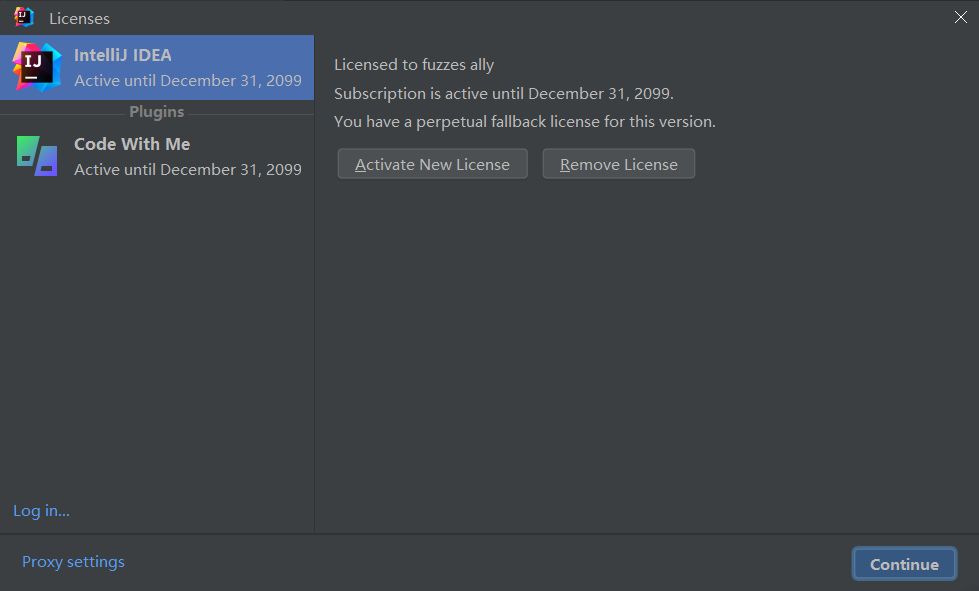 Licenses
IntelliJ IDEA
Active until December 31, 2099
Plugins
Code With Me
Active until December 31, 2099
Log in...
Licensed to fuzzes ally
Subscription is active until December 31, 2099.
You have a perpetual fallback license for this version.
Activate New License Remove License
Proxy settings
Continue